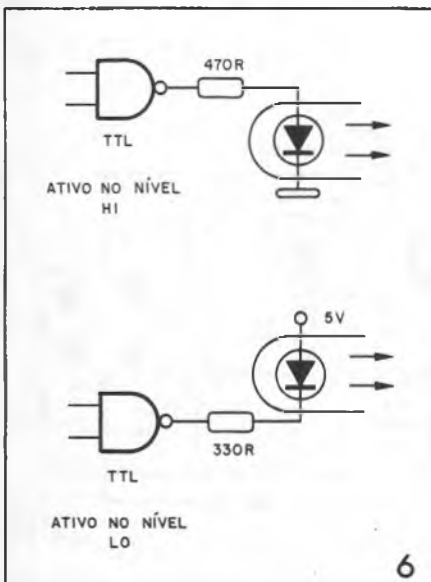 470R
TTL
ATIVO NO NÍVEL
HI
5V
330R
TTL
ATIVO NO NÍVEL
LO
6